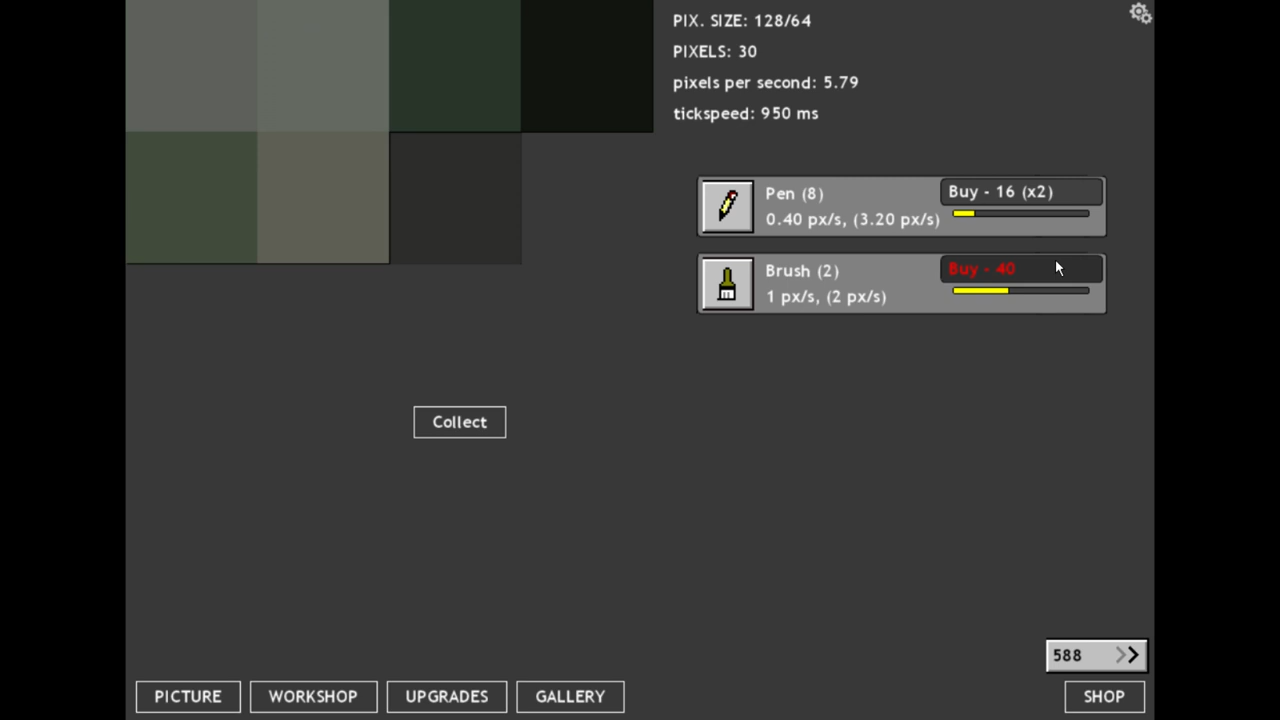 PIX. SIZE: 128/64
PIXELS: 30
pixels per second: 5.79
tickspeed: 950 ms
Pen (8)
Buy - 16 (x2)
0.40 px/s, (3.20 px/s)
Brush (2)
Buy - 40
1 px/s, (2 px/s)
Collect
588
PICTURE
WORKSHOP
UPGRADES
GALLERY
SHOP